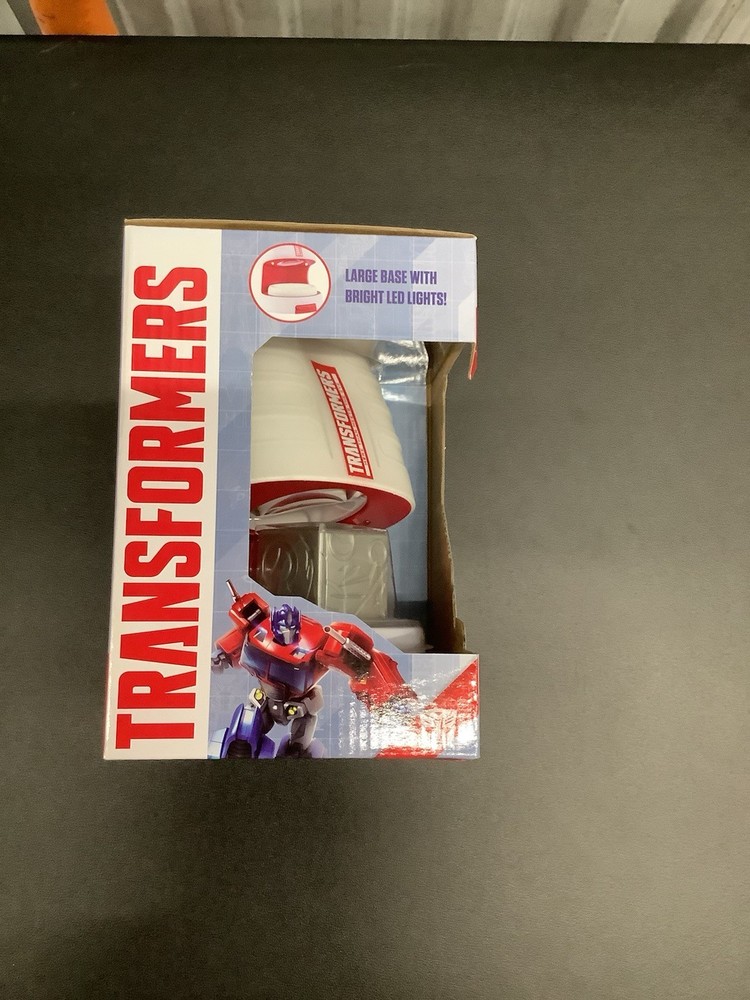 TRANSFORMERS
LARGE BASE WITH
BRIGHT LED LIGHTS!
TRANSFORMERS